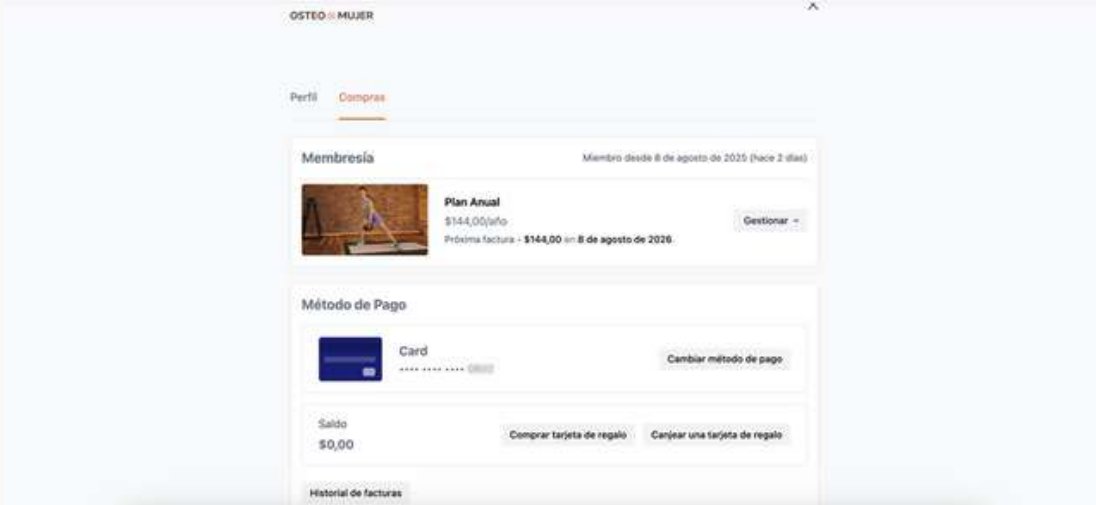 OSTEO MUJER
Perfil Compras
Membresía Miembro desde 8 de agosto de 2025 (hace 2 días)
Plan Anual
$144,00/año
Gestionar
Próxima factura - $144,00 en 8 de agosto de 2026.
Método de Pago
Card
Cambiar método de pago
•••• •••• ••••
Saldo
$0,00
Comprar tarjeta de regalo Canjear una tarjeta de regalo
Historial de facturas